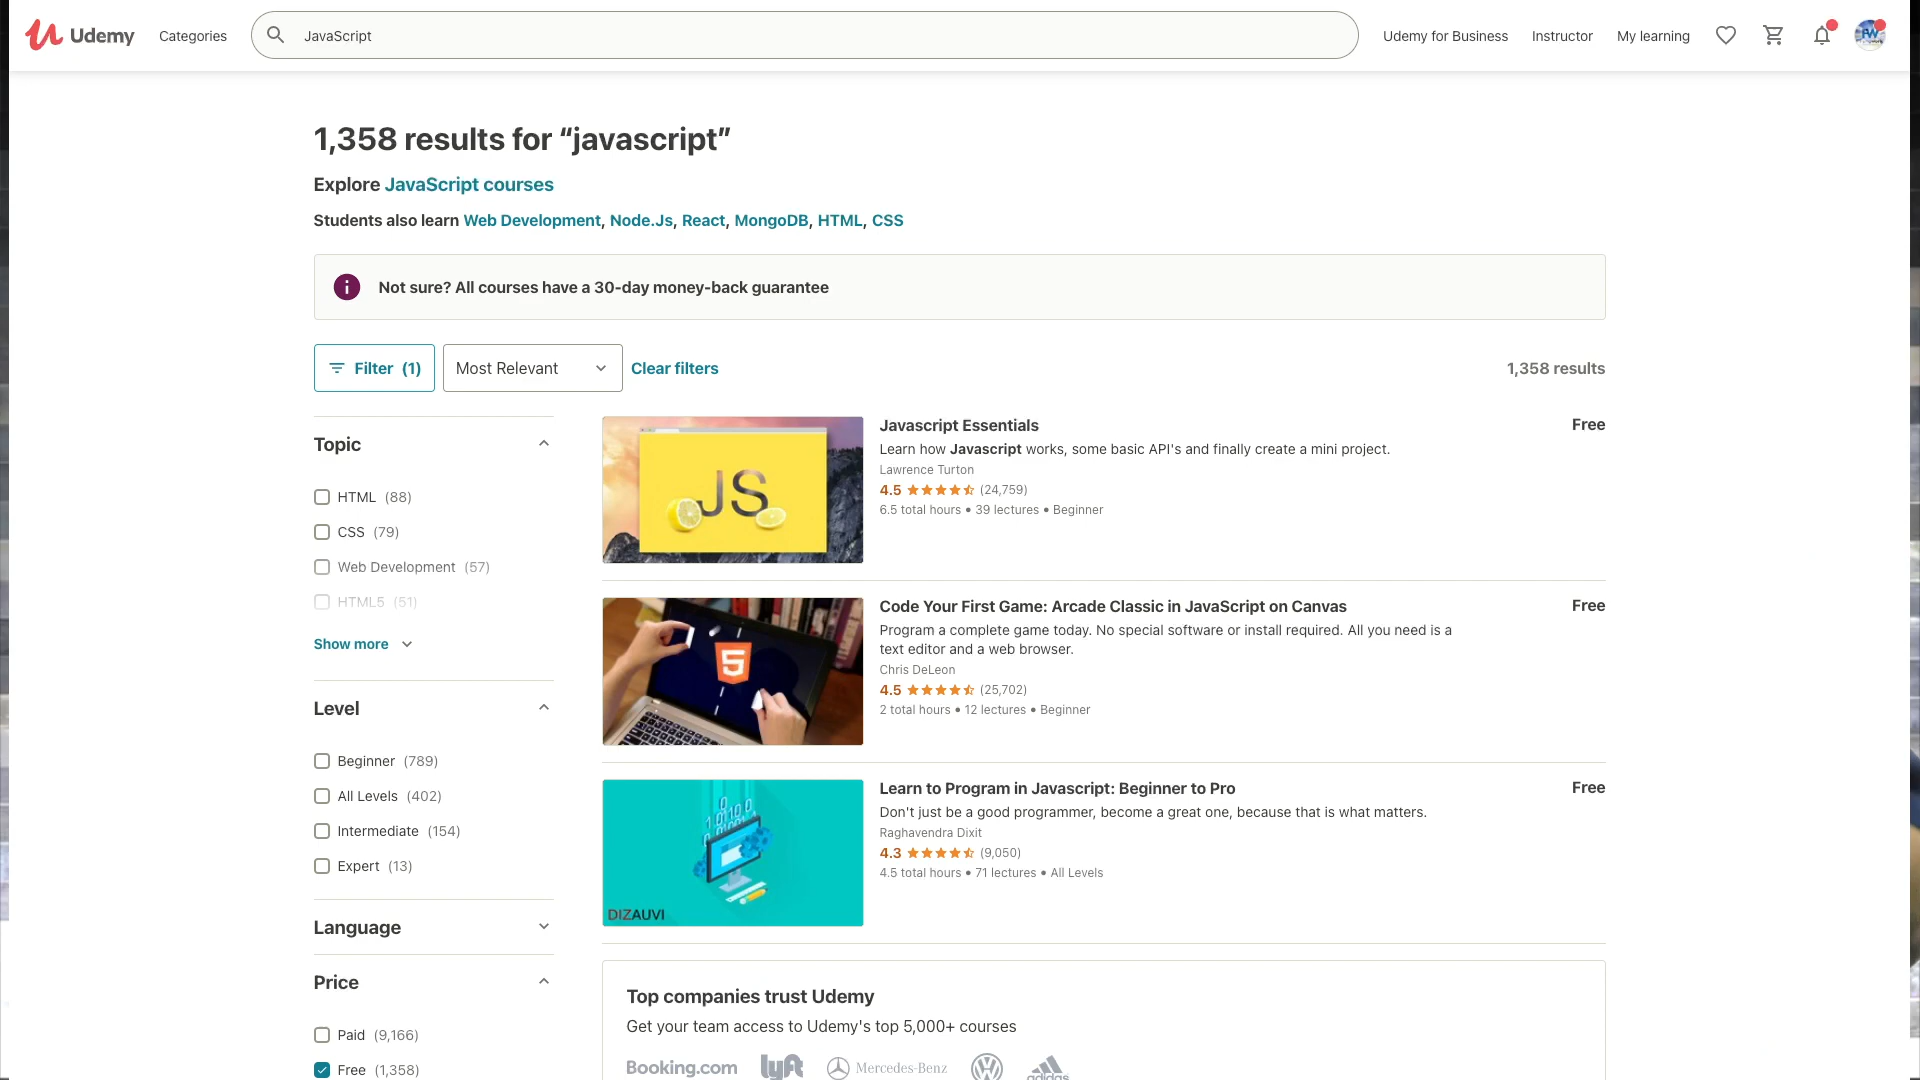 Udemy
Categories
JavaScript
Udemy for Business
Instructor
My learning
1,358 results for “javascript”
Explore JavaScript courses
Students also learn Web Development, Node.Js, React, MongoDB, HTML, CSS
Not sure? All courses have a 30-day money-back guarantee
Filter (1)
Most Relevant
Clear filters
1,358 results
Topic
HTML (88)
CSS (79)
Web Development (57)
HTML5 (51)
Show more
Level
Beginner (789)
All Levels (402)
Intermediate (154)
Expert (13)
Language
Price
Paid (9,166)
Free (1,358)
JS
Javascript Essentials
Free
Learn how Javascript works, some basic API's and finally create a mini project.
Lawrence Turton
4.5 (24,759)
6.5 total hours • 39 lectures • Beginner
5
Code Your First Game: Arcade Classic in JavaScript on Canvas
Free
Program a complete game today. No special software or install required. All you need is a
text editor and a web browser.
Chris DeLeon
4.5 (25,702)
2 total hours • 12 lectures • Beginner
DIZAUVI
Learn to Program in Javascript: Beginner to Pro
Free
Don't just be a good programmer, become a great one, because that is what matters.
Raghavendra Dixit
4.3 (9,050)
4.5 total hours • 71 lectures • All Levels
Top companies trust Udemy
Get your team access to Udemy's top 5,000+ courses
Booking.com
lyft
Mercedes-Benz
adidas